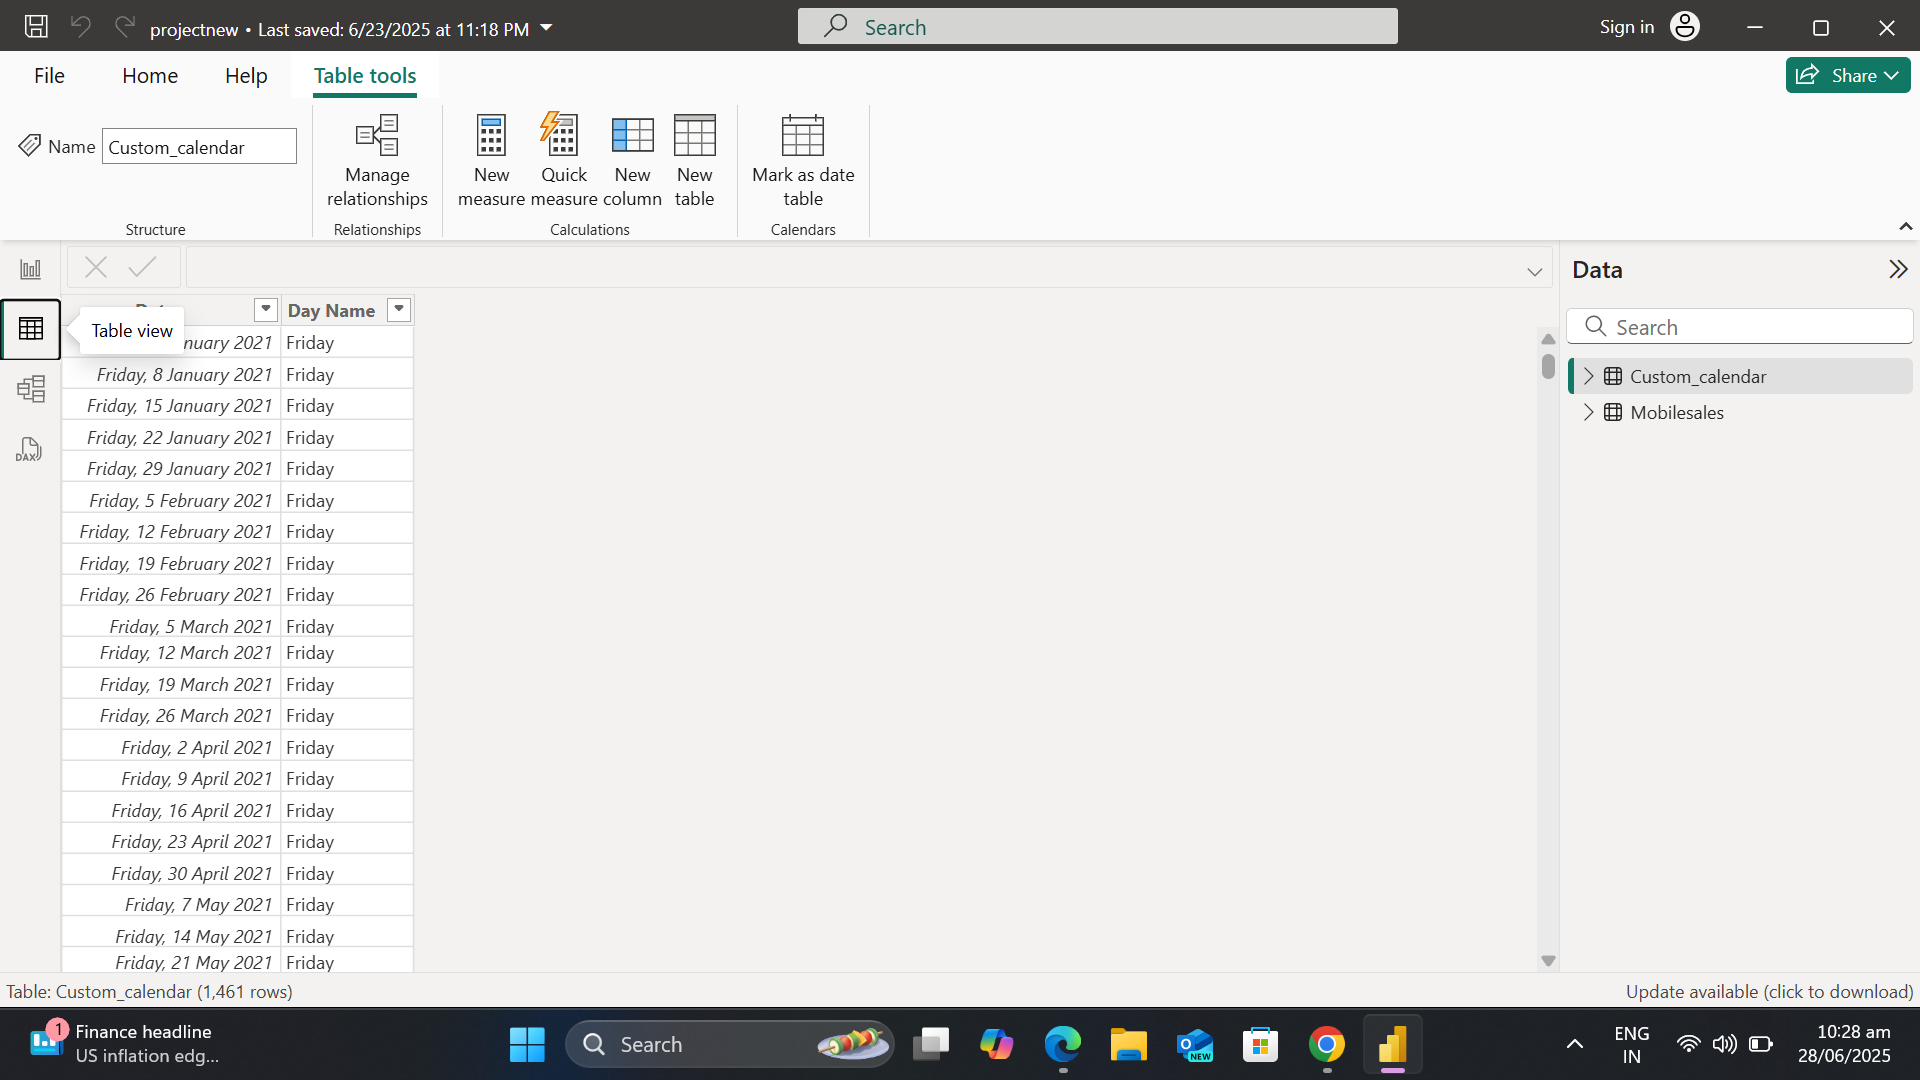 projectnew • Last saved: 6/23/2025 at 11:18 PM
Search
Sign in
File Home Help Table tools
Share
Name Custom_calendar
Structure
Manage
relationships
Relationships
New
measure
Quick
measure
New
column
New
table
Calculations
Mark as date
table
Calendars
Day Name
Table view
nuary 2021 Friday
Friday, 8 January 2021 Friday
Friday, 15 January 2021 Friday
Friday, 22 January 2021 Friday
Friday, 29 January 2021 Friday
Friday, 5 February 2021 Friday
Friday, 12 February 2021 Friday
Friday, 19 February 2021 Friday
Friday, 26 February 2021 Friday
Friday, 5 March 2021 Friday
Friday, 12 March 2021 Friday
Friday, 19 March 2021 Friday
Friday, 26 March 2021 Friday
Friday, 2 April 2021 Friday
Friday, 9 April 2021 Friday
Friday, 16 April 2021 Friday
Friday, 23 April 2021 Friday
Friday, 30 April 2021 Friday
Friday, 7 May 2021 Friday
Friday, 14 May 2021 Friday
Friday, 21 May 2021 Friday
DAX
Data
Search
Custom_calendar
Mobilesales
Table: Custom_calendar (1,461 rows)
Update available (click to download)
1
Finance headline
US inflation edg...
Search
NEW
ENG
IN
10:28 am
28/06/2025